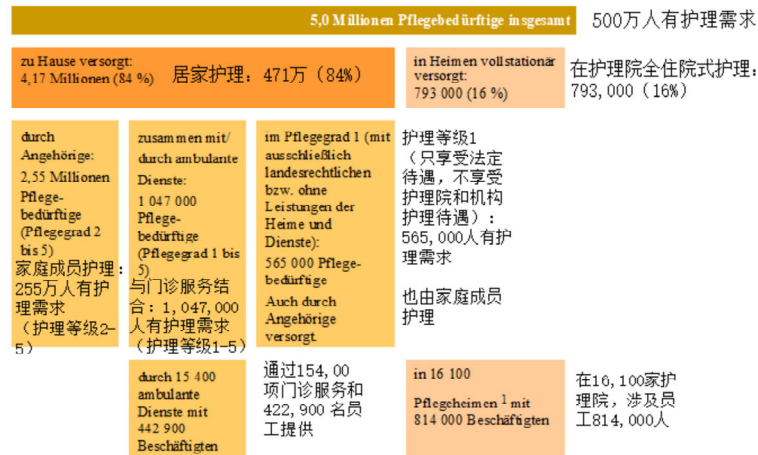 5,0 Millionen Pflegebedürftige insgesamt
500万人有护理需求
zu Hause versorgt:
4,17 Millionen (84 %)
居家护理：471万（84%）
in Heimen vollstationär
versorgt:
793 000 (16 %)
在护理院全住院式护理：
793,000（16%）
durch
Angehörige:
2,55 Millionen
Pflege-
bedürftige
(Pflegegrad 2
bis 5)
家庭成员护理：
255万人有护
理需求
（护理等级2-
5）
zusammen mit/
durch ambulante
Dienste:
1 047 000
Pflege-
bedürftige
(Pflegegrad 1 bis
5)
与门诊服务结
合：1,047,000
人有护理需求
（护理等级1-5）
im Pflegegrad 1 (mit
ausschließlich
landesrechtlichen
bzw. ohne
Leistungen der
Heime und
Dienste):
565 000 Pflege-
bedürftige
Auch durch
Angehörige
versorgt.
护理等级1
（只享受法定
待遇，不享受
护理院和机构
护理待遇）：
565,000人有护
理需求
也由家庭成员
护理
durch 15 400
ambulante
Dienste mit
442 900
Beschäftigten
通过154,00
项门诊服务和
422,900 名员
工提供
in 16 100
Pflegeheimen 1 mit
814 000 Beschäftigten
在16,100家护
理院，涉及员
工814,000人